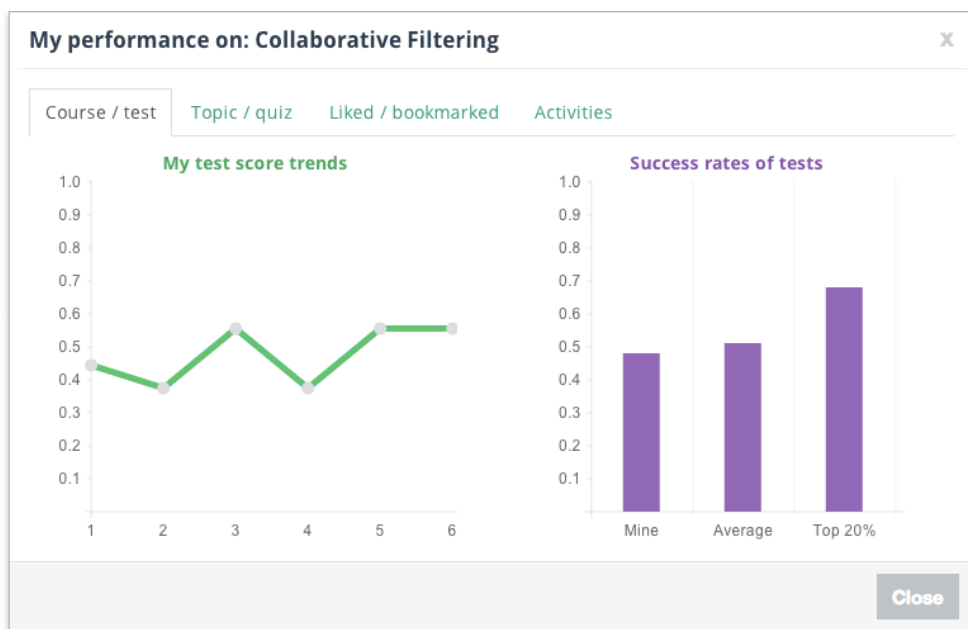 My performance on: Collaborative Filtering x
Course / test Topic / quiz Liked / bookmarked Activities
My test score trends
1.0
0.9
0.8
0.7
0.6
0.5
0.4
0.3
0.2
0.1
1 2 3 4 5 6
Success rates of tests
1.0
0.9
0.8
0.7
0.6
0.5
0.4
0.3
0.2
0.1
Mine Average Top 20%
Close